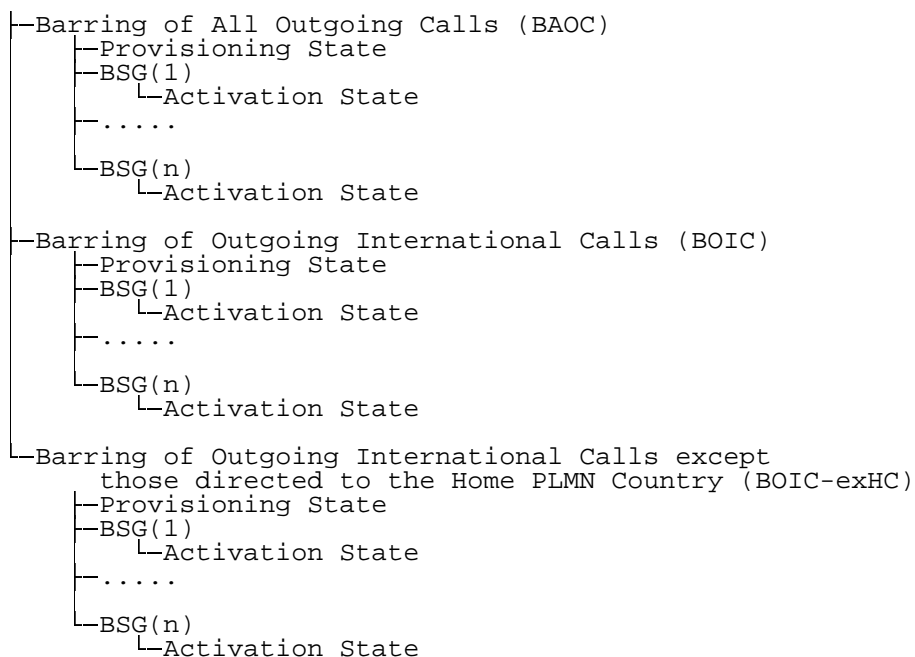 Barring of All Outgoing Calls (BAOC)
Provisioning State
BSG(1)
Activation State
.....
BSG(n)
Activation State
Barring of Outgoing International Calls (BOIC)
Provisioning State
BSG(1)
Activation State
.....
BSG(n)
Activation State
Barring of Outgoing International Calls except
those directed to the Home PLMN Country (BOIC-exHC)
Provisioning State
BSG(1)
Activation State
.....
BSG(n)
Activation State